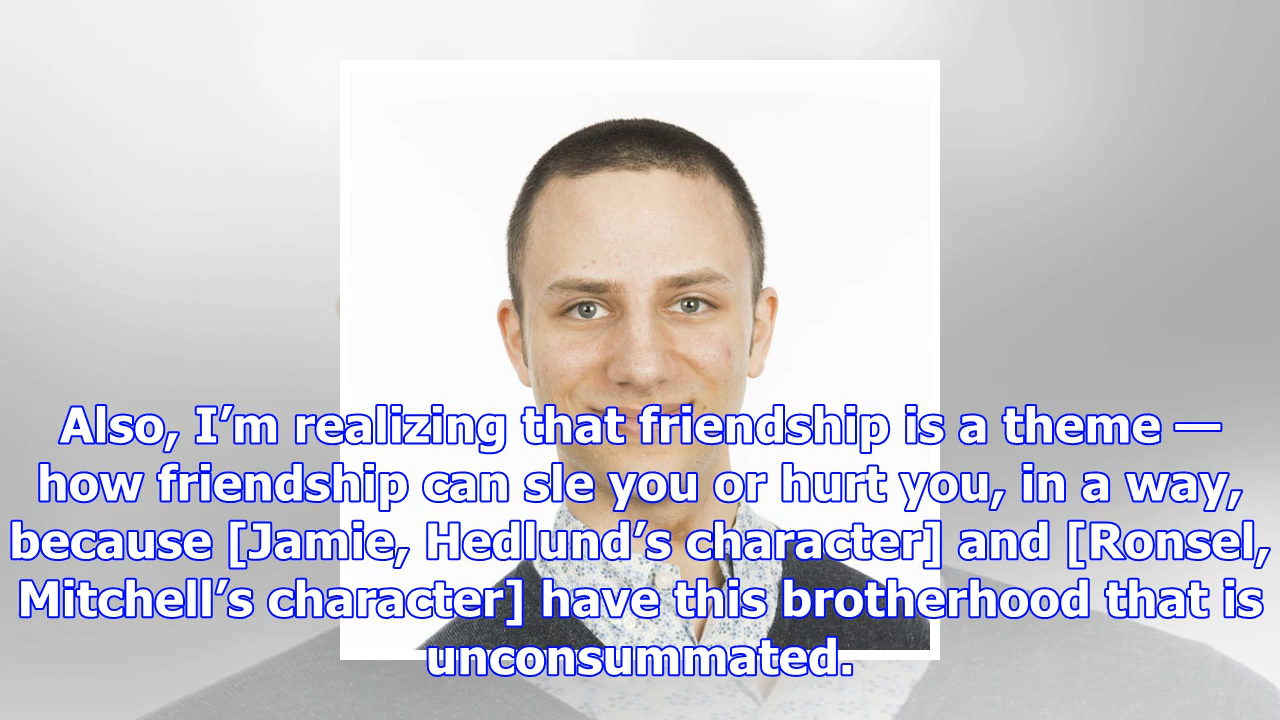 Also, I’m realizing that friendship is a theme —
how friendship can sle you or hurt you, in a way,
because [Jamie, Hedlund’s character] and [Ronsel,
Mitchell’s character] have this brotherhood that is
unconsummated.